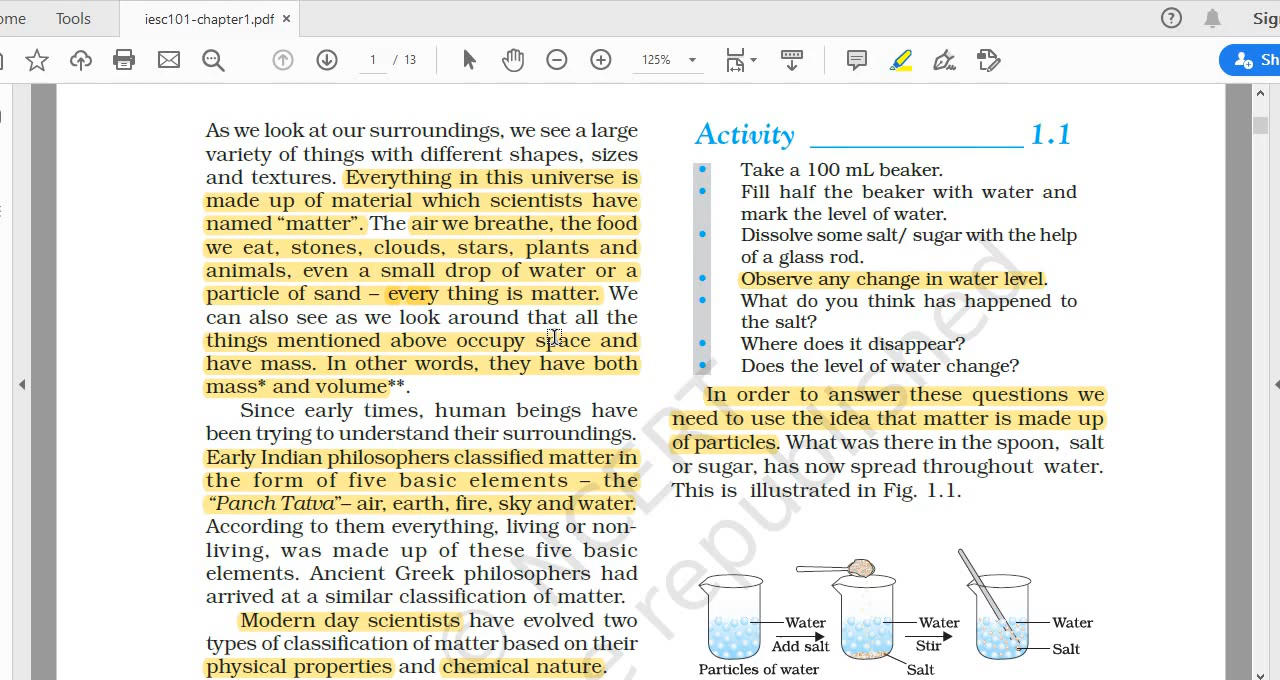 ome Tools iesc101-chapter1.pdf ×
Sign
1 / 13 125% Sh
As we look at our surroundings, we see a large
variety of things with different shapes, sizes
and textures. Everything in this universe is
made up of material which scientists have
named “matter”. The air we breathe, the food
we eat, stones, clouds, stars, plants and
animals, even a small drop of water or a
particle of sand – every thing is matter. We
can also see as we look around that all the
things mentioned above occupy space and
have mass. In other words, they have both
mass* and volume**.
Since early times, human beings have
been trying to understand their surroundings.
Early Indian philosophers classified matter in
the form of five basic elements – the
“Panch Tatva”– air, earth, fire, sky and water.
According to them everything, living or non-
living, was made up of these five basic
elements. Ancient Greek philosophers had
arrived at a similar classification of matter.
Modern day scientists have evolved two
types of classification of matter based on their
physical properties and chemical nature.
Activity 1.1
• Take a 100 mL beaker.
• Fill half the beaker with water and
mark the level of water.
• Dissolve some salt/ sugar with the help
of a glass rod.
• Observe any change in water level.
• What do you think has happened to
the salt?
• Where does it disappear?
• Does the level of water change?
In order to answer these questions we
need to use the idea that matter is made up
of particles. What was there in the spoon, salt
or sugar, has now spread throughout water.
This is illustrated in Fig. 1.1.
Water
Add salt
Particles of water
Water
Stir
Salt
Water
Salt
© NCERT
e republished